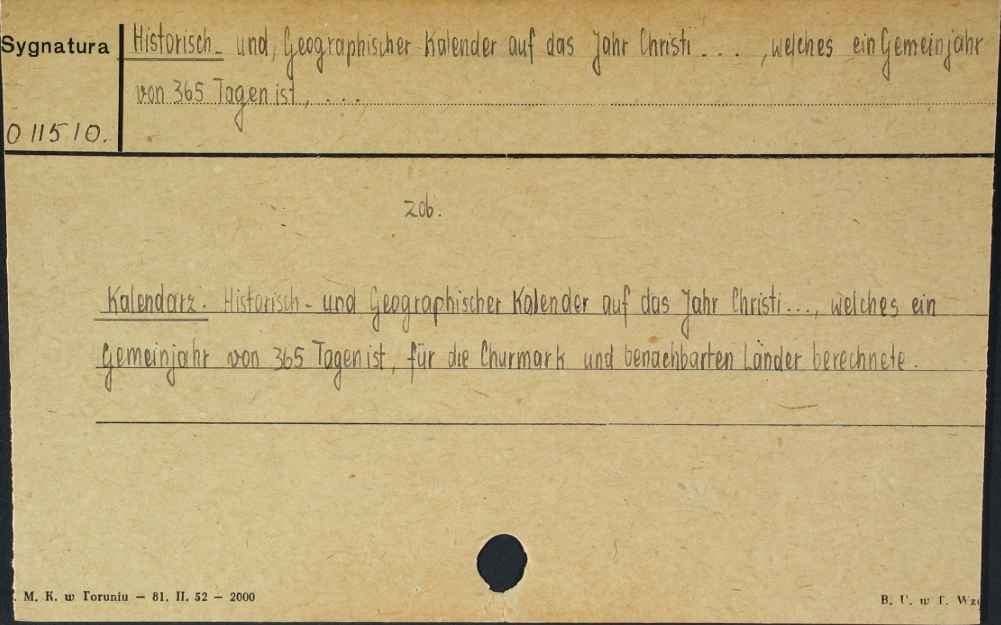 Sygnatura
Historisch- und Geographischer Kalender auf das Jahr Christi . . . , welches ein Gemeinjahr
von 365 Tagen ist, . . .
011510.
zob.
Kalendarz. Historisch- und Geographischer Kalender auf das Jahr Christi..., welches ein
Gemeinjahr von 365 Tagen ist, für die Churmark und benachbarten Länder berechnete.
. M. K. w Toruniu — 81. II. 52 — 2000
B. U. w T. Wz